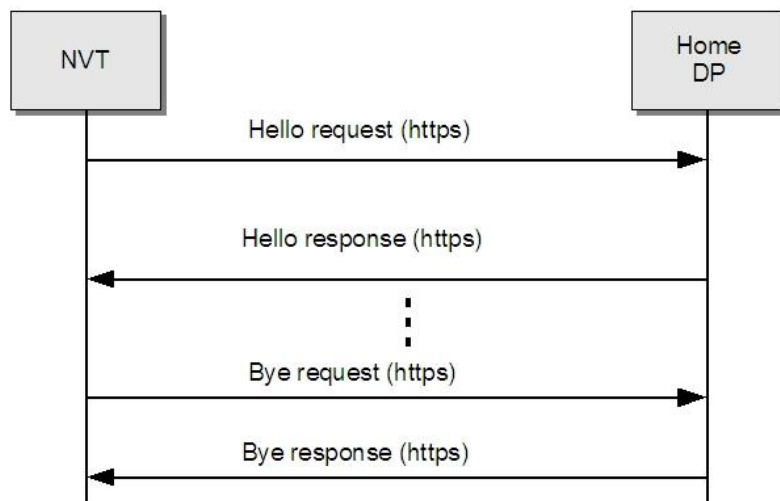 NVT
Home
DP
Hello request (https)
Hello response (https)
Bye request (https)
Bye response (https)